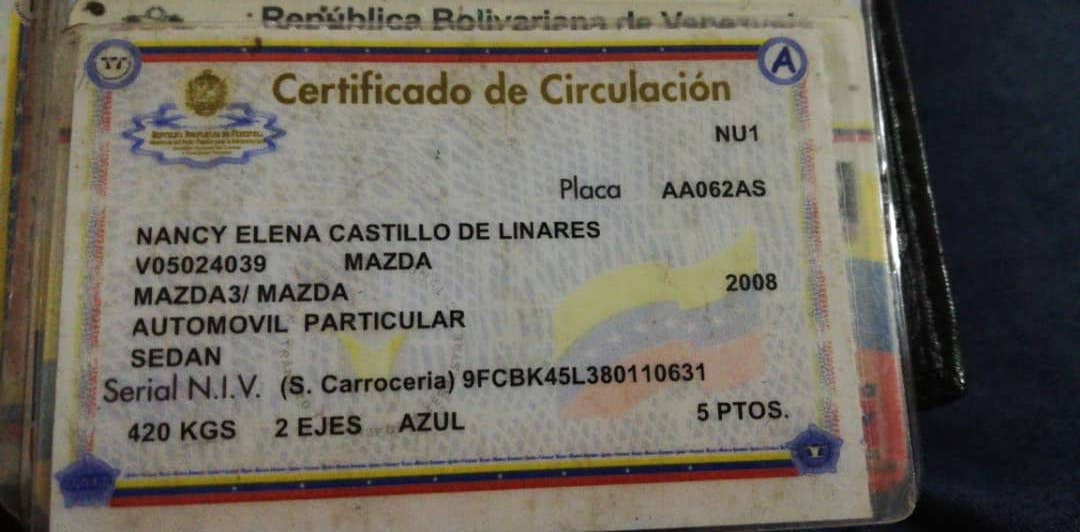 República Bolivariana de Venezuela
A
Certificado de Circulación
NU1
Placa AA062AS
NANCY ELENA CASTILLO DE LINARES
V05024039 MAZDA
MAZDA3/ MAZDA 2008
AUTOMOVIL PARTICULAR
SEDAN
Serial N.I.V. (S. Carroceria) 9FCBK45L380110631
420 KGS 2 EJES AZUL 5 PTOS.